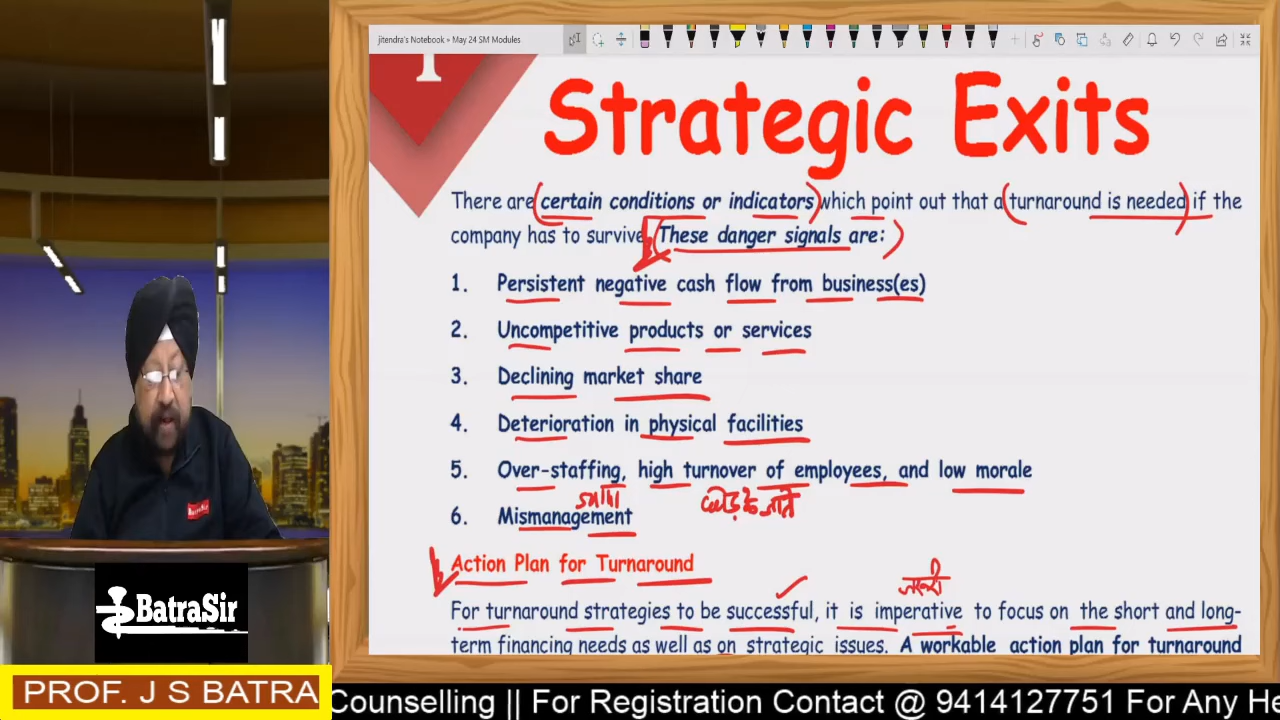 jitendra's Notebook » May 24 SM Modules
Strategic Exits
There are certain conditions or indicators which point out that a turnaround is needed if the
company has to survive. These danger signals are:
1. Persistent negative cash flow from business(es)
2. Uncompetitive products or services
3. Declining market share
4. Deterioration in physical facilities
5. Over-staffing, high turnover of employees, and low morale
6. Mismanagement
Action Plan for Turnaround
For turnaround strategies to be successful, it is imperative to focus on the short and long-
term financing needs as well as on strategic issues. A workable action plan for turnaround
BatraSir
BatraSir
PROF. J S BATRA
Counselling || For Registration Contact @ 9414127751 For Any He